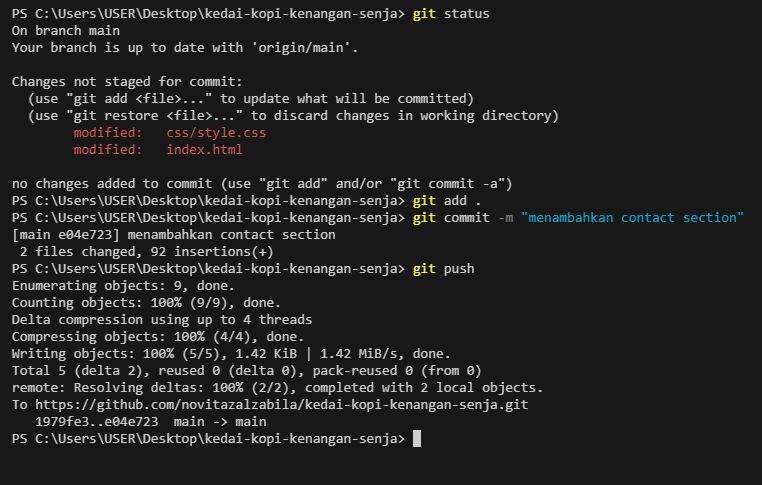 PS C:\Users\USER\Desktop\kedai-kopi-kenangan-senja> git status
On branch main
Your branch is up to date with 'origin/main'.

Changes not staged for commit:
  (use "git add <file>..." to update what will be committed)
  (use "git restore <file>..." to discard changes in working directory)
        modified:   css/style.css
        modified:   index.html

no changes added to commit (use "git add" and/or "git commit -a")
PS C:\Users\USER\Desktop\kedai-kopi-kenangan-senja> git add .
PS C:\Users\USER\Desktop\kedai-kopi-kenangan-senja> git commit -m "menambahkan contact section"
[main e04e723] menambahkan contact section
 2 files changed, 92 insertions(+)
PS C:\Users\USER\Desktop\kedai-kopi-kenangan-senja> git push
Enumerating objects: 9, done.
Counting objects: 100% (9/9), done.
Delta compression using up to 4 threads
Compressing objects: 100% (4/4), done.
Writing objects: 100% (5/5), 1.42 KiB | 1.42 MiB/s, done.
Total 5 (delta 2), reused 0 (delta 0), pack-reused 0 (from 0)
remote: Resolving deltas: 100% (2/2), completed with 2 local objects.
To https://github.com/novitazalzabila/kedai-kopi-kenangan-senja.git
   1979fe3..e04e723  main -> main
PS C:\Users\USER\Desktop\kedai-kopi-kenangan-senja>